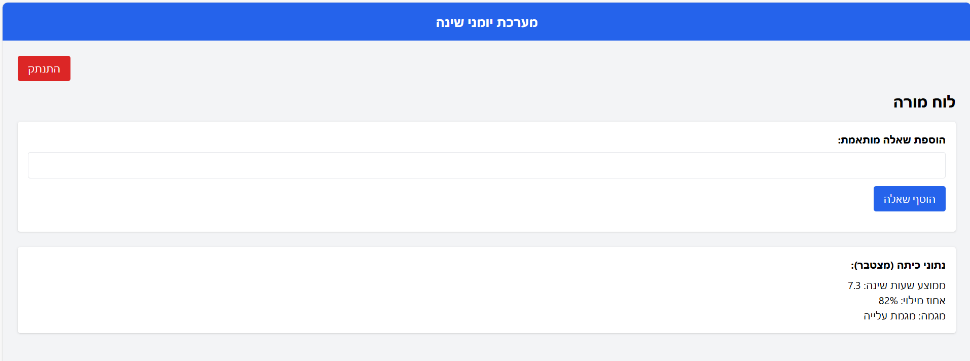 מערכת יומני שינה
התנתק
לוח מורה
הוספת שאלה מותאמת:
הוסף שאלה
נתוני כיתה (מצטבר):
ממוצע שעות שינה: 7.3
אחוז מילוי: 82%
מגמה: מגמת עלייה